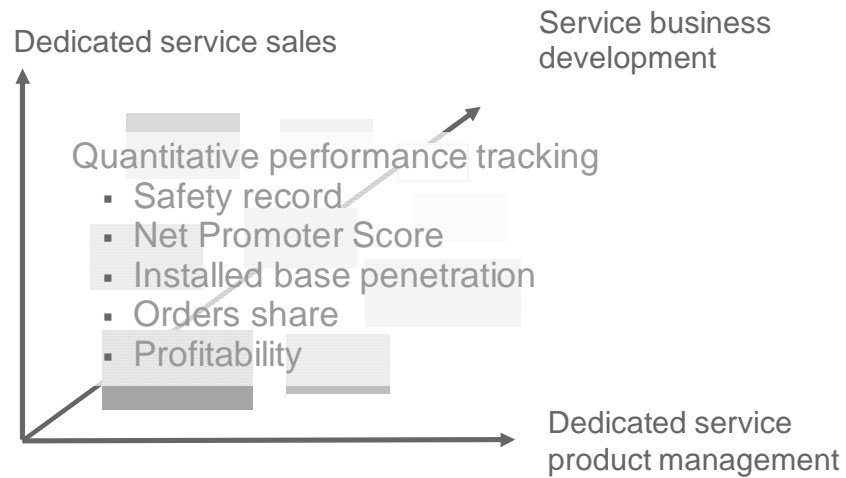 Dedicated service sales
Service business
development
Quantitative performance tracking
▪ Safety record
▪ Net Promoter Score
▪ Installed base penetration
▪ Orders share
▪ Profitability
Dedicated service
product management